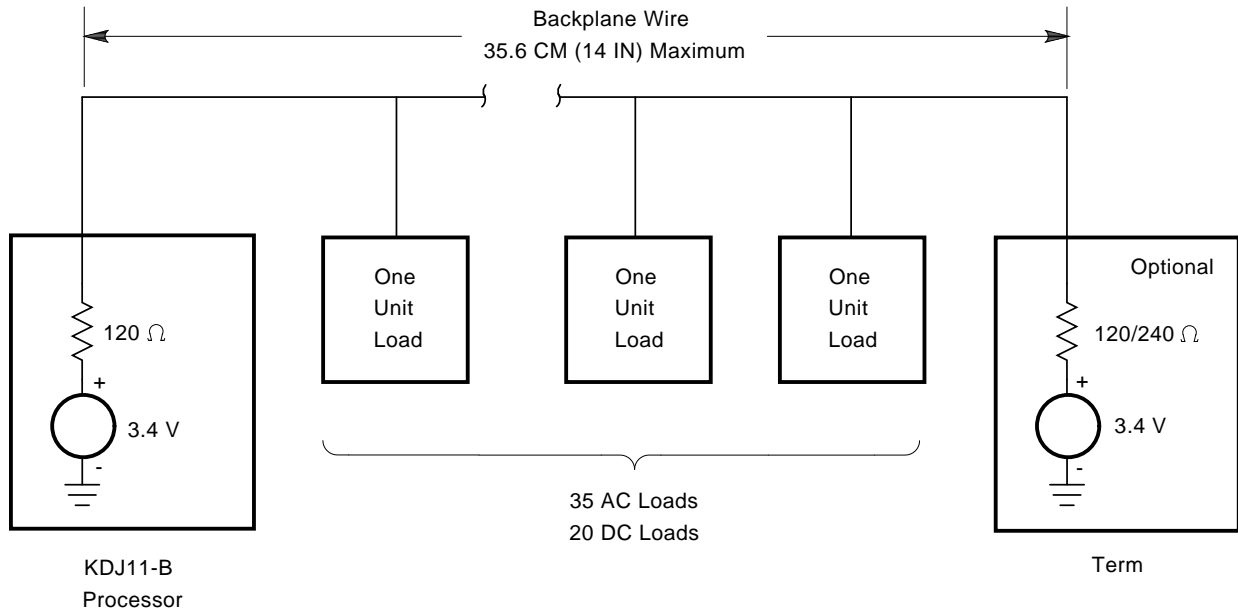 Backplane Wire
35.6 CM (14 IN) Maximum
One
Unit
Load
One
Unit
Load
One
Unit
Load
Optional
120 Ω
+
3.4 V
-
120/240 Ω
+
3.4 V
-
35 AC Loads
20 DC Loads
KDJ11-B
Processor
Term